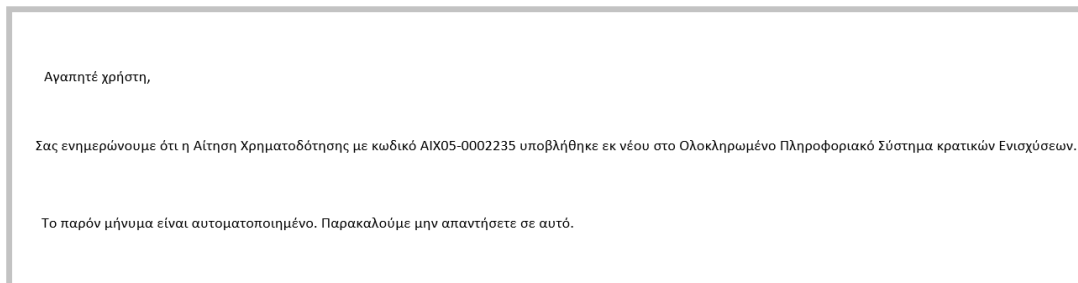 Αγαπητέ χρήστη,
Σας ενημερώνουμε ότι η Αίτηση Χρηματοδότησης με κωδικό ΑΙΧ05-0002235 υποβλήθηκε εκ νέου στο Ολοκληρωμένο Πληροφοριακό Σύστημα κρατικών Ενισχύσεων.
Το παρόν μήνυμα είναι αυτοματοποιημένο. Παρακαλούμε μην απαντήσετε σε αυτό.